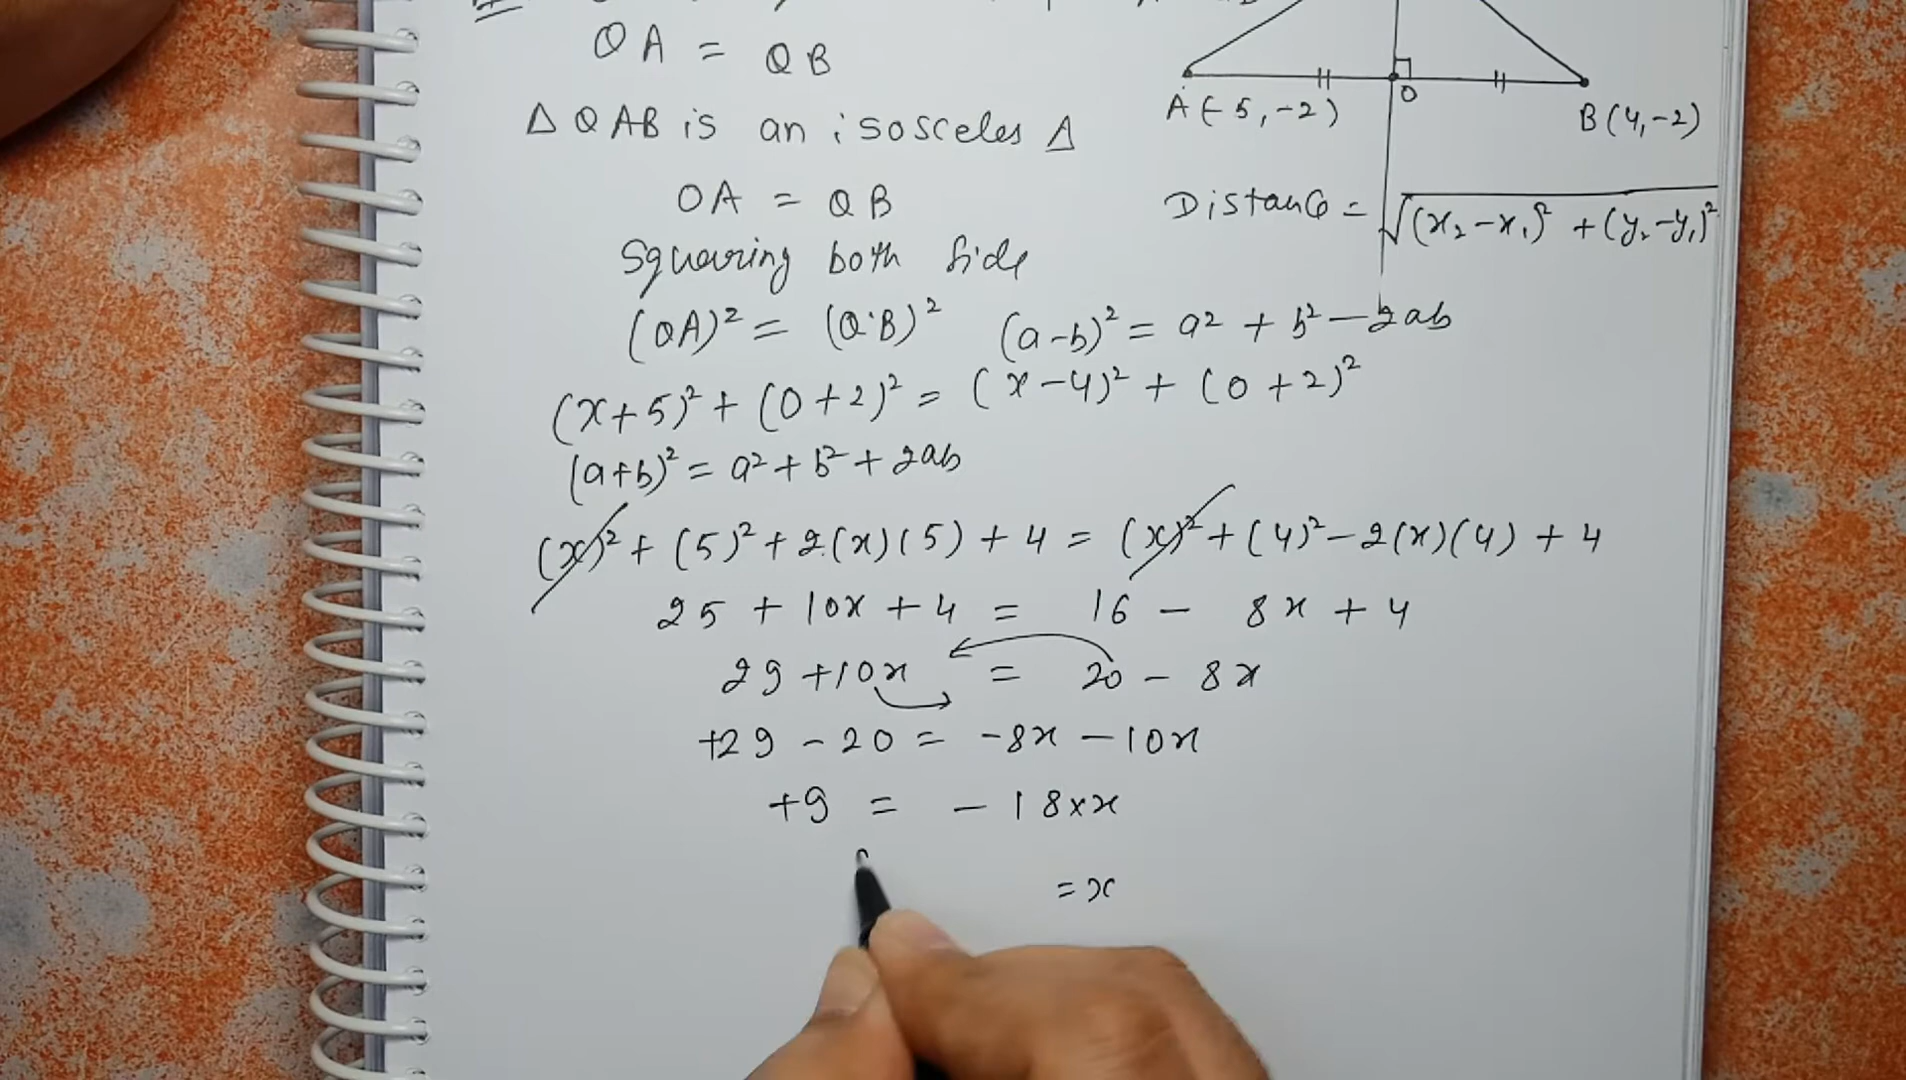 QA = QB
A(-5,-2)
O
B(4,-2)
Δ QAB is an isosceles Δ
QA = QB
Distance = √(x₂-x₁)² + (y₂-y₁)²
Squaring both side
(QA)² = (QB)² (a-b)² = a² + b² - 2ab
(x+5)² + (0+2)² = (x-4)² + (0+2)²
(a+b)² = a² + b² + 2ab
(x)² + (5)² + 2(x)(5) + 4 = (x)² + (4)² - 2(x)(4) + 4
25 + 10x + 4 = 16 - 8x + 4
29 + 10x = 20 - 8x
+29 - 20 = -8x - 10x
+9 = -18×x
= x